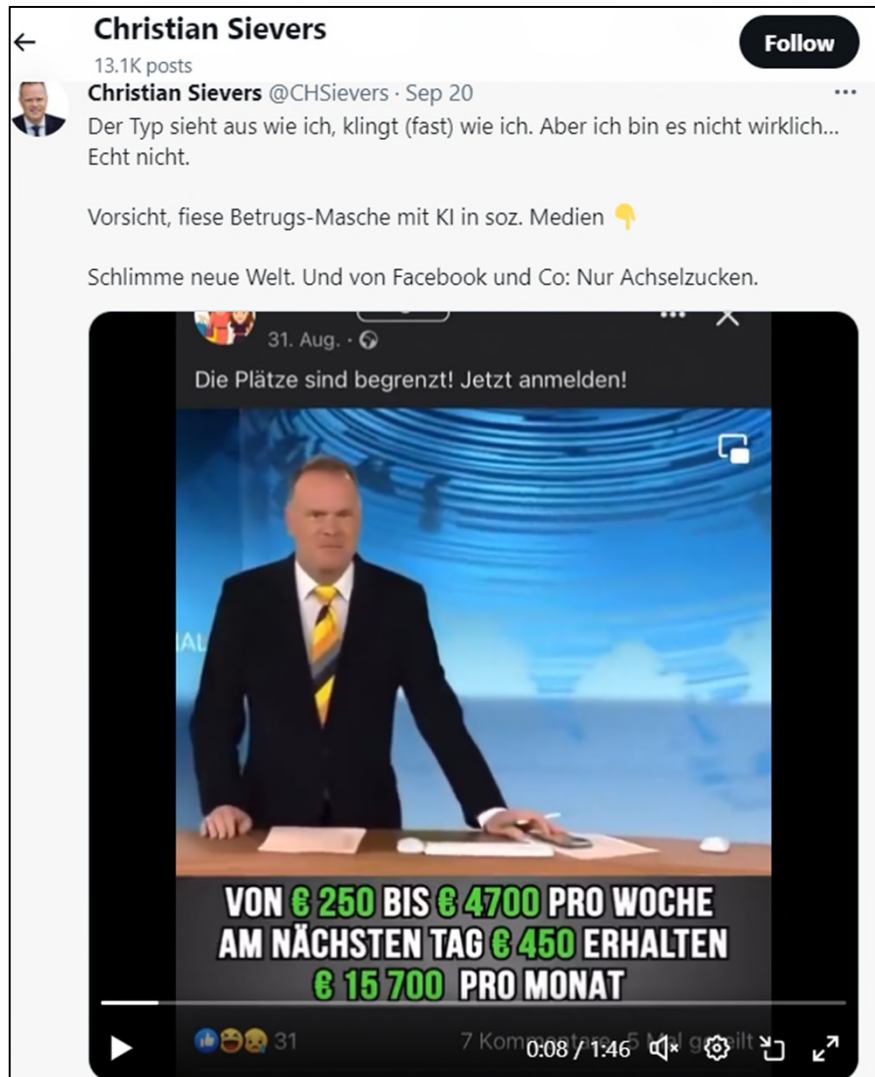 Christian Sievers
13.1K posts
Follow
Christian Sievers @CHSievers · Sep 20
Der Typ sieht aus wie ich, klingt (fast) wie ich. Aber ich bin es nicht wirklich...
Echt nicht.
Vorsicht, fiese Betrugs-Masche mit KI in soz. Medien 👇
Schlimme neue Welt. Und von Facebook und Co: Nur Achselzucken.
31. Aug. ·
Die Plätze sind begrenzt! Jetzt anmelden!
IAL
VON € 250 BIS € 4700 PRO WOCHE
AM NÄCHSTEN TAG € 450 ERHALTEN
€ 15 700 PRO MONAT
31
7 Kommentare 5 Mal geteilt
0:08 / 1:46